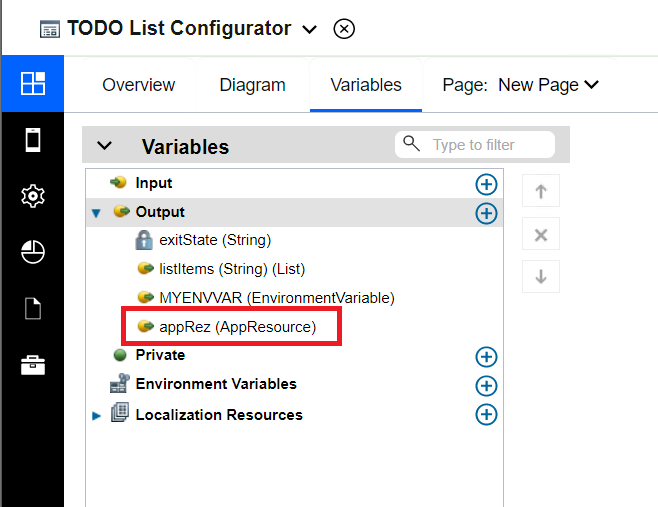 TODO List Configurator
Overview Diagram Variables Page: New Page
Variables Type to filter
Input
Output
exitState (String)
listItems (String) (List)
MYENVVAR (EnvironmentVariable)
appRez (AppResource)
Private
Environment Variables
Localization Resources